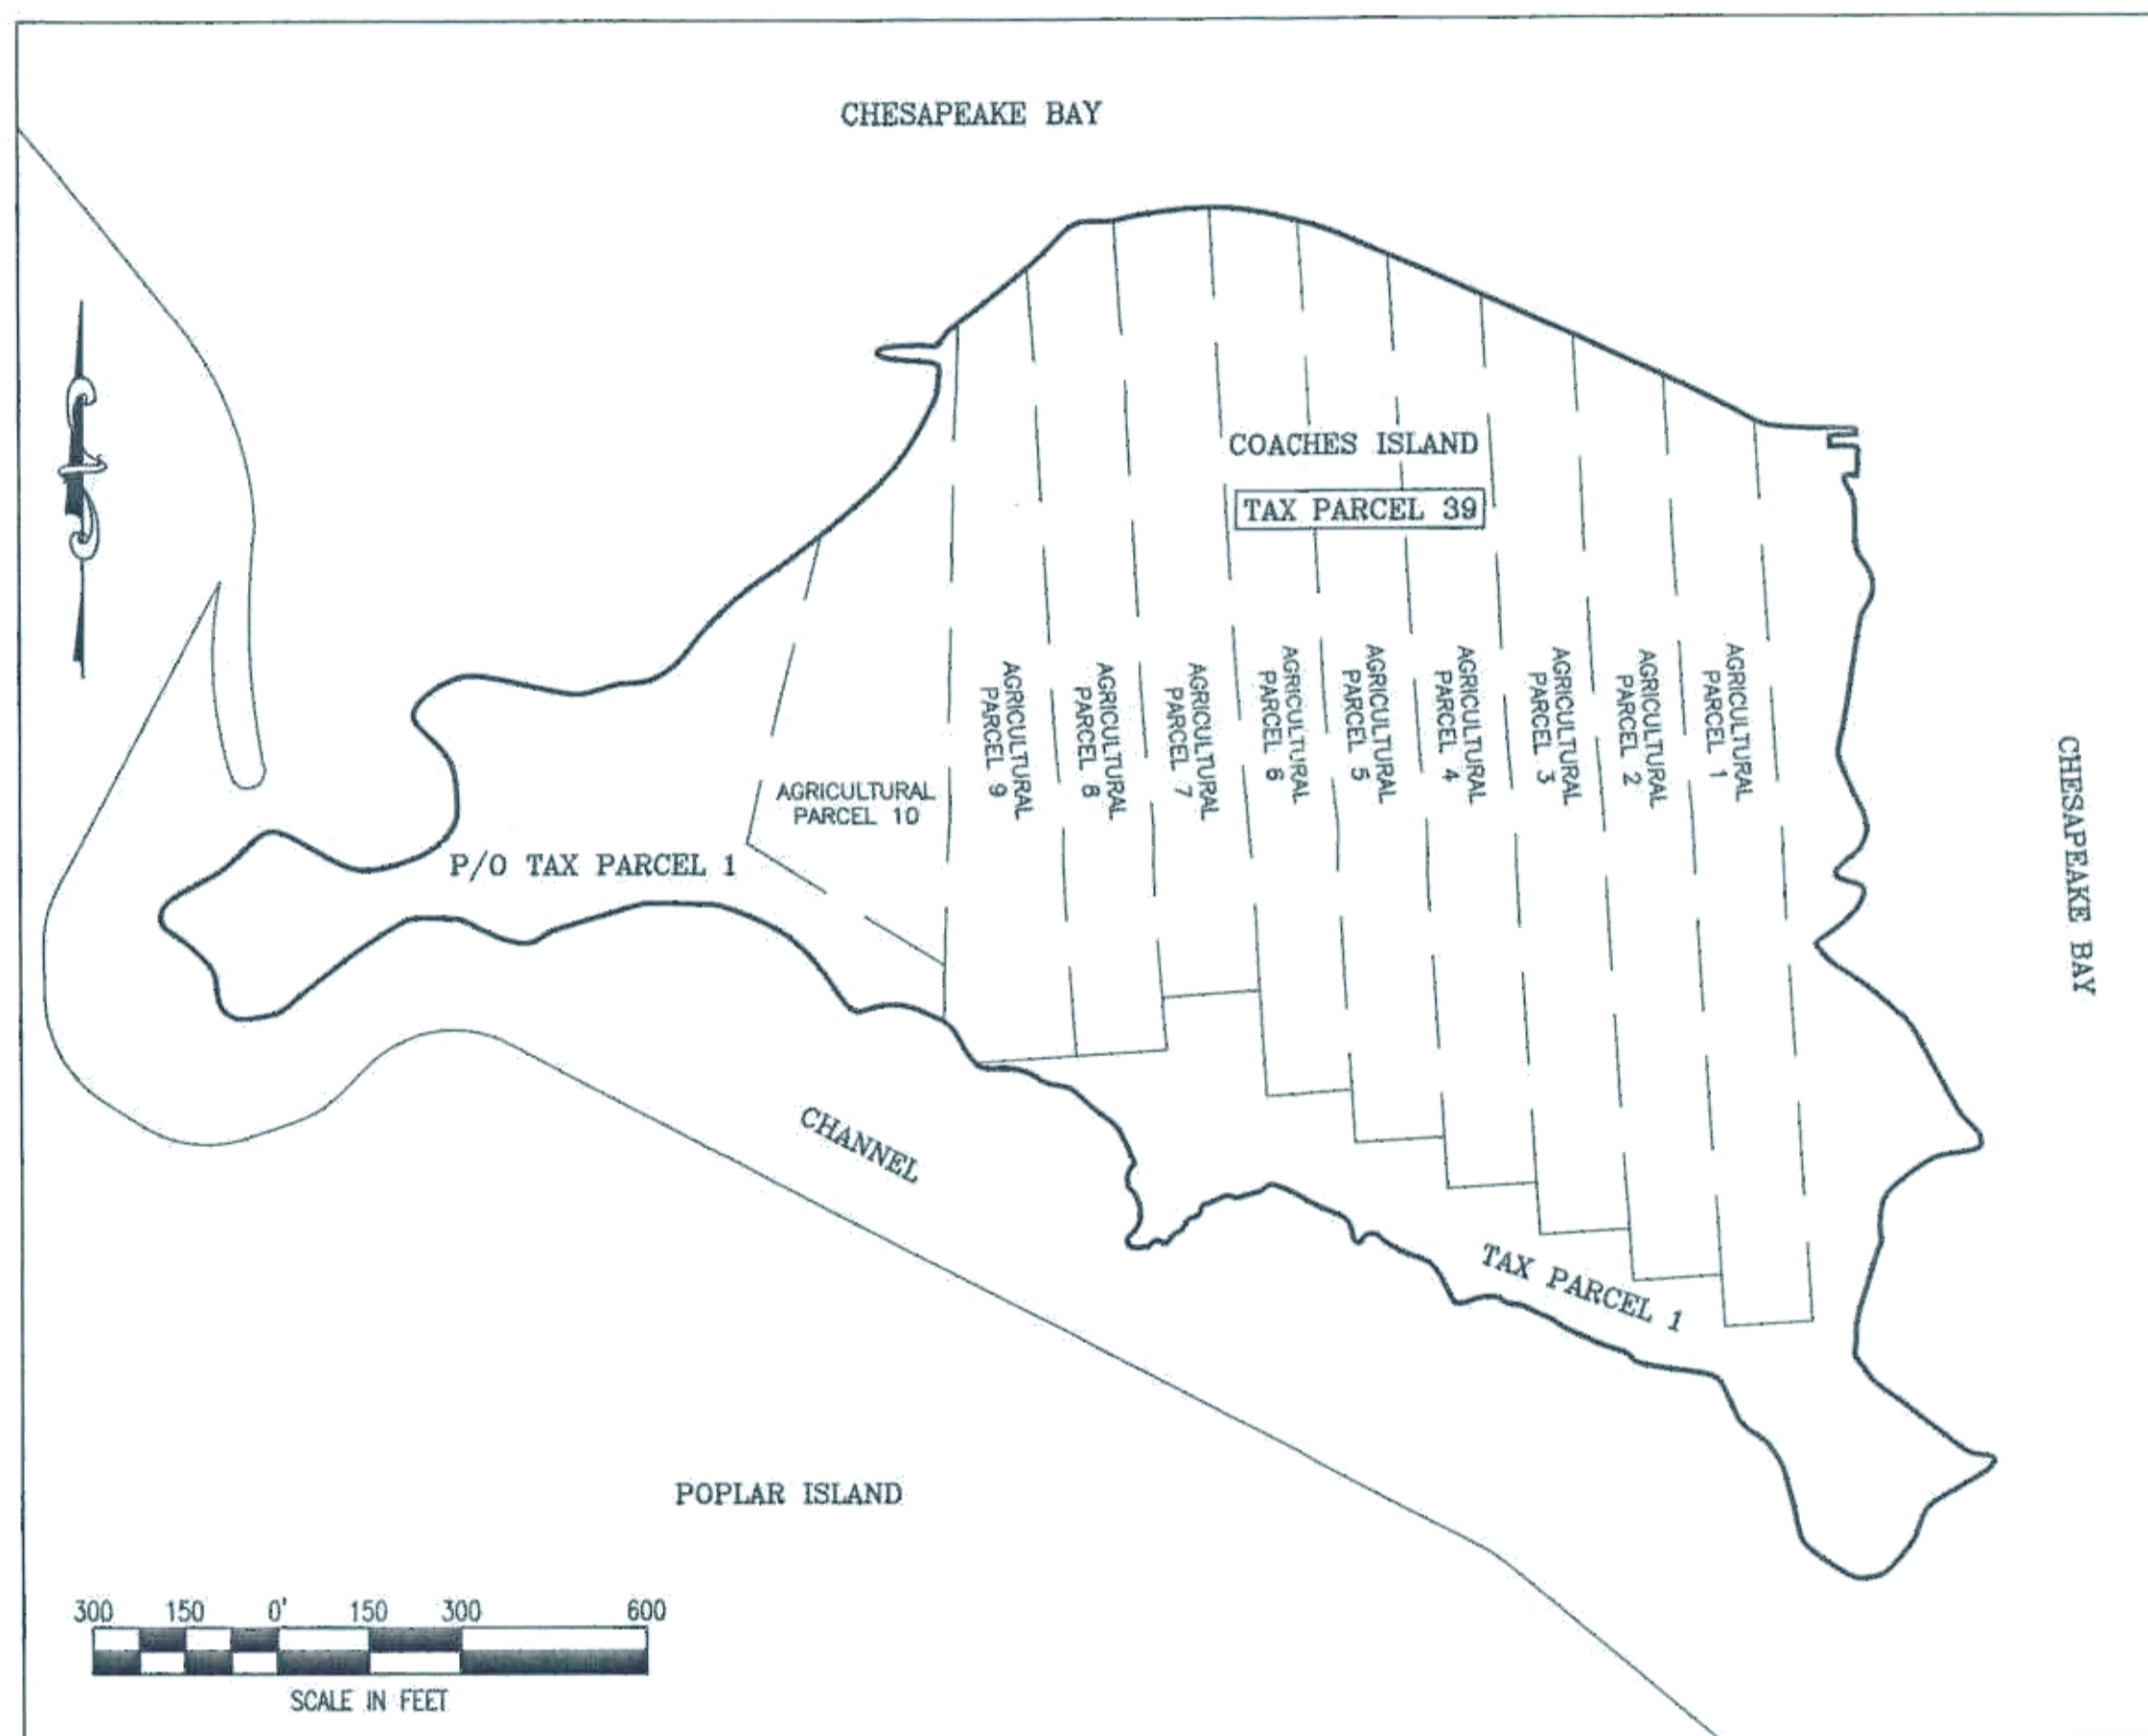 CHESAPEAKE BAY
COACHES ISLAND
TAX PARCEL 39
AGRICULTURAL
PARCEL 10
AGRICULTURAL
PARCEL 9
AGRICULTURAL
PARCEL 8
AGRICULTURAL
PARCEL 7
AGRICULTURAL
PARCEL 6
AGRICULTURAL
PARCEL 5
AGRICULTURAL
PARCEL 4
AGRICULTURAL
PARCEL 3
AGRICULTURAL
PARCEL 2
AGRICULTURAL
PARCEL 1
CHESAPEAKE BAY
P/O TAX PARCEL 1
CHANNEL
TAX PARCEL 1
POPLAR ISLAND
300 150 0' 150 300 600
SCALE IN FEET